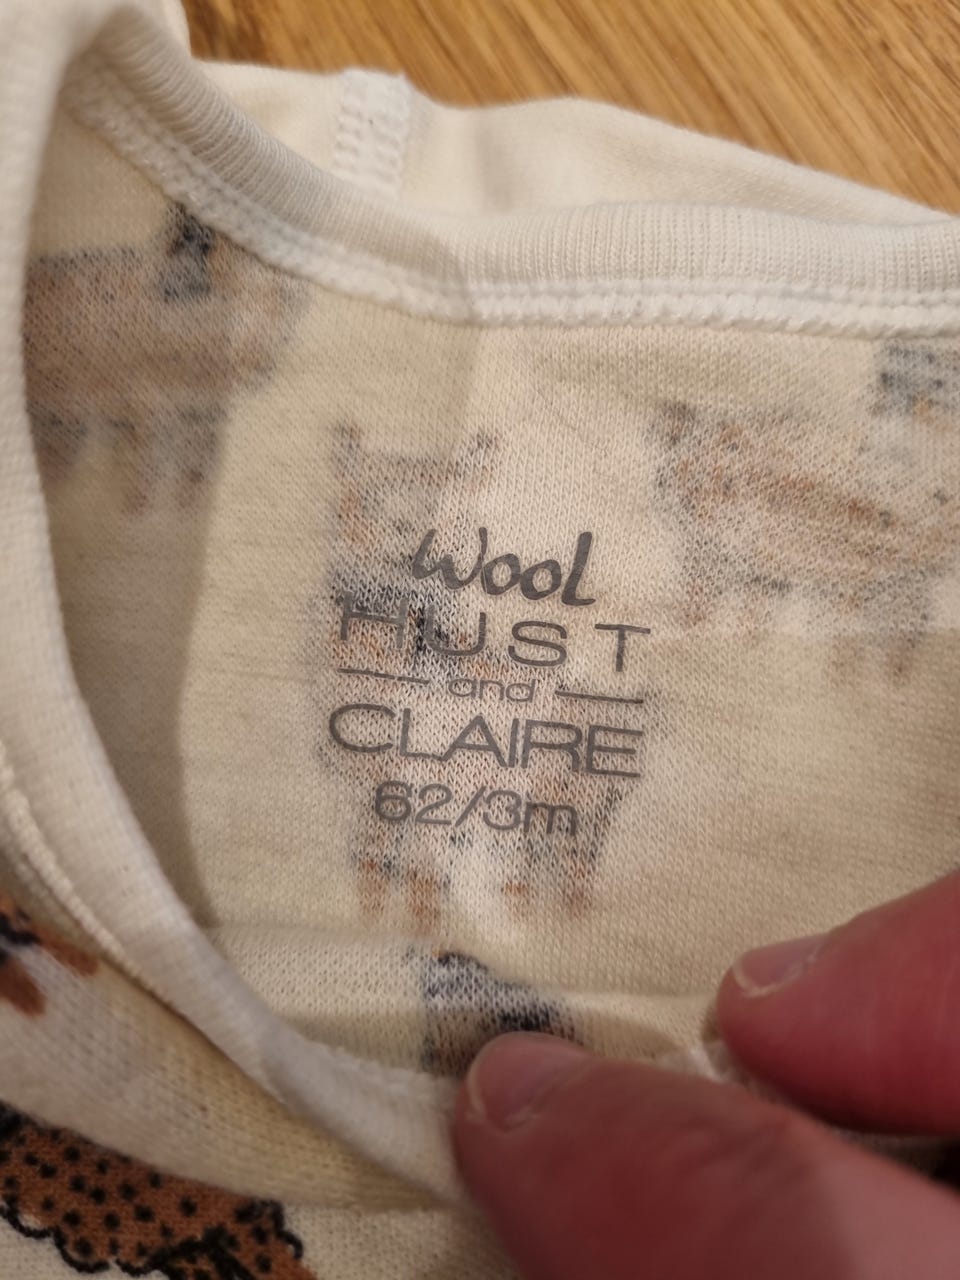 Wool
HUST
and
CLAIRE
62/3m